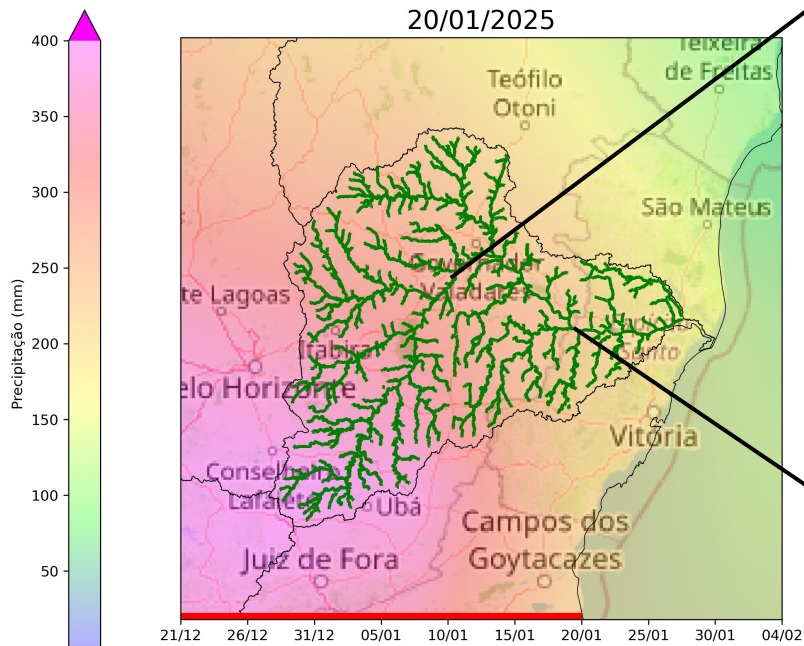 20/01/2025
400
350
300
250
200
150
100
50
Precipitação (mm)
Teixeira
de Freitas
Teófilo
Otoni
São Mateus
Governador
Valadares
te Lagoas
Itabira
elo Horizonte
Espírito
Santo
Vitória
Conselheiro
Lafaiete
Ubá
Campos dos
Goytacazes
Juiz de Fora
21/12 26/12 31/12 05/01 10/01 15/01 20/01 25/01 30/01 04/02